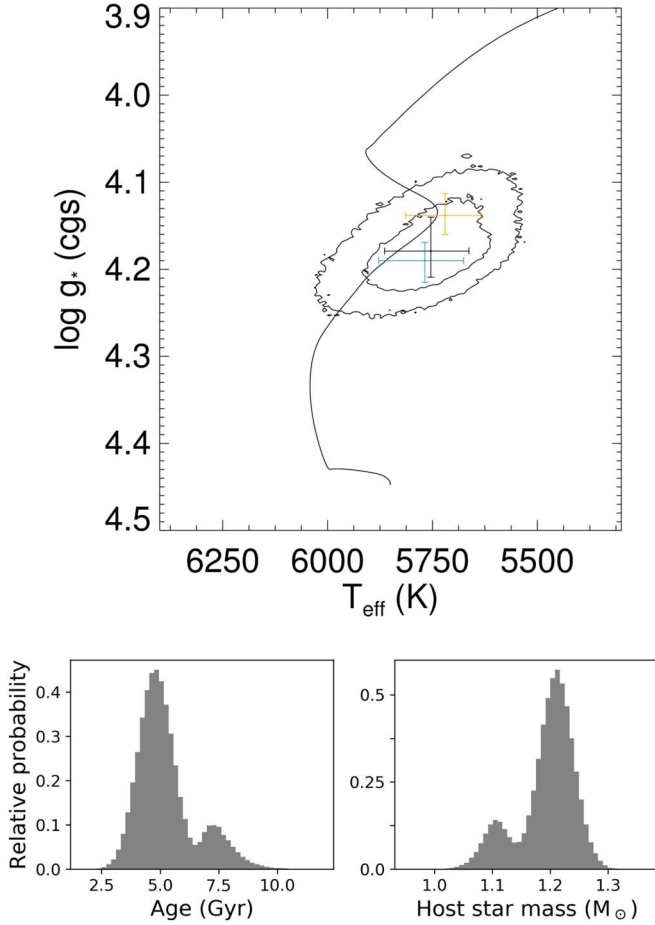 3.9
4.0
4.1
4.2
4.3
4.4
4.5
log g* (cgs)
6250 6000 5750 5500
Teff (K)
Relative probability
0.4
0.3
0.2
0.1
0.0
2.5 5.0 7.5 10.0
Age (Gyr)
0.5
0.25
0.0
1.0 1.1 1.2 1.3
Host star mass (M⊙)